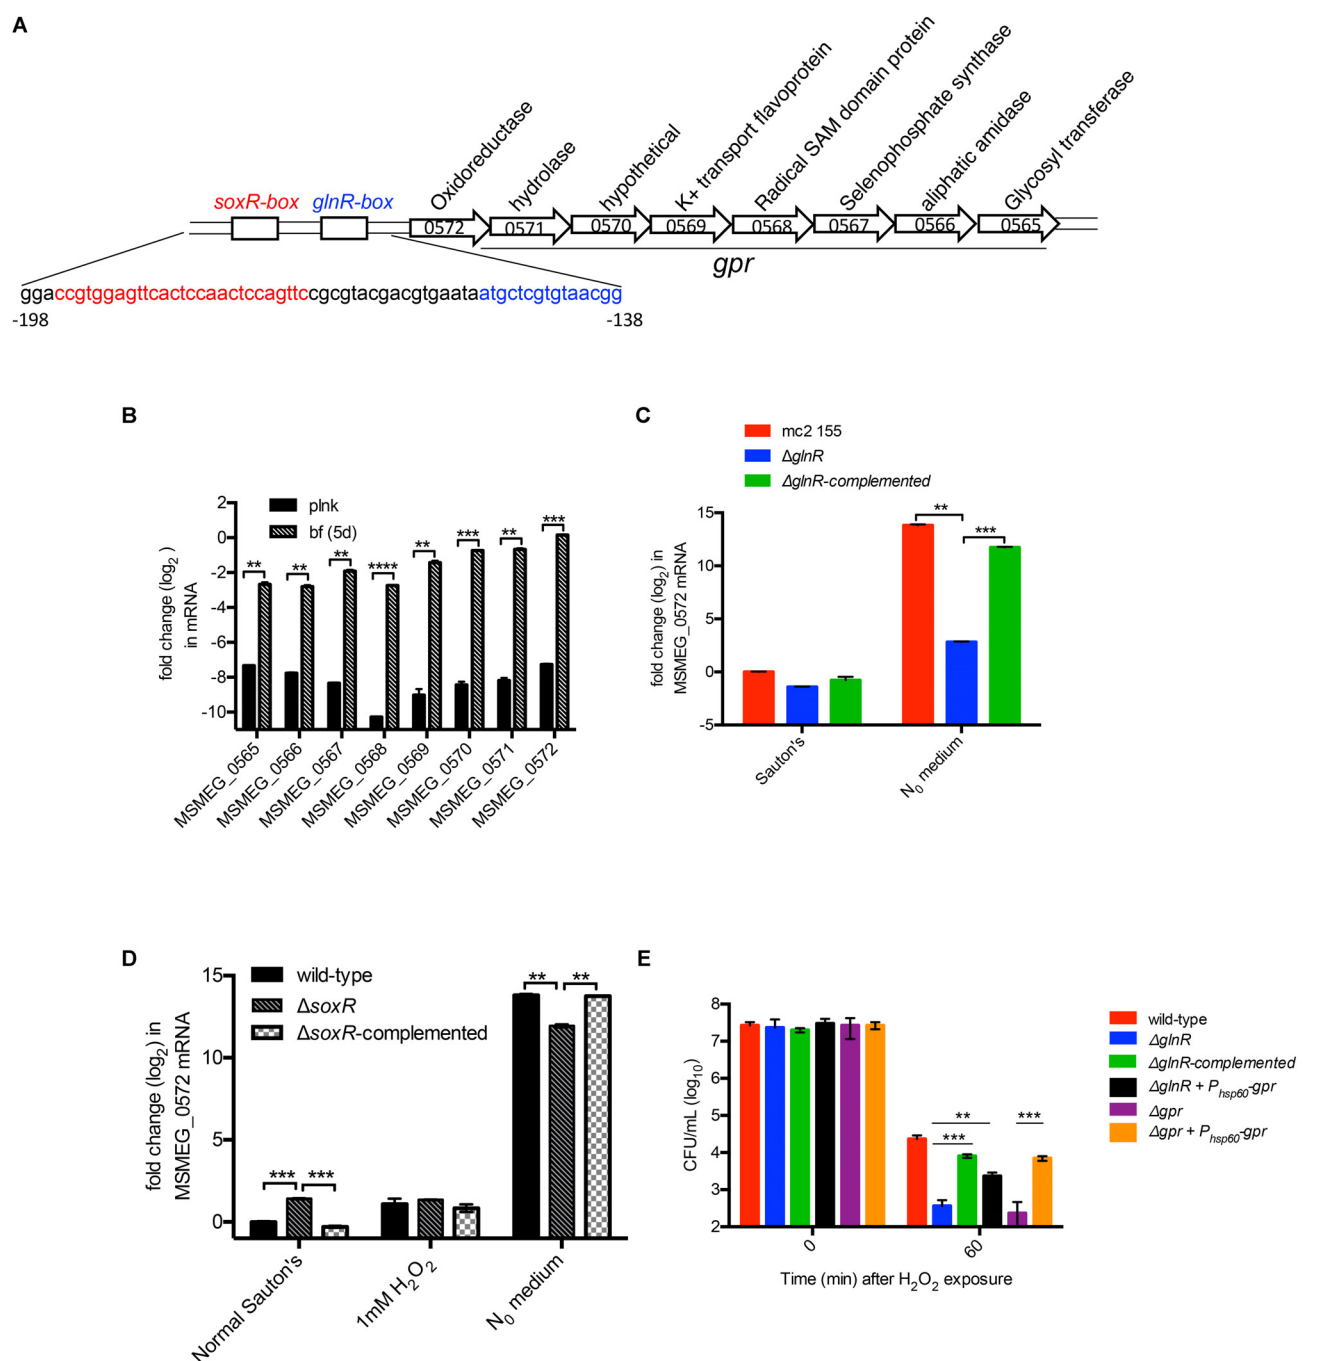 A
Oxidoreductase
hydrolase
hypothetical
K+ transport flavoprotein
Radical SAM domain protein
Selenophosphate synthase
aliphatic amidase
Glycosyl transferase
soxR-box
glnR-box
0572
0571
0570
0569
0568
0567
0566
0565
gpr
ggaccgtggagttcactccaactccagttccgcgtacgacgtgaataatgctcgtgtaacgg
-198
-138
B
plnk
bf (5d)
fold change (log2 )
in mRNA
2
0
-2
-4
-6
-8
-10
**
**
**
****
**
***
**
***
MSMEG_0565
MSMEG_0566
MSMEG_0567
MSMEG_0568
MSMEG_0569
MSMEG_0570
MSMEG_0571
MSMEG_0572
C
mc2 155
ΔglnR
ΔglnR-complemented
fold change (log2) in
MSMEG_0572 mRNA
15
10
5
0
-5
**
***
Sauton's
N0 medium
D
wild-type
ΔsoxR
ΔsoxR-complemented
fold change (log2) in
MSMEG_0572 mRNA
15
10
5
0
***
***
**
**
Normal Sauton's
1mM H2O2
N0 medium
E
CFU/mL (log10)
8
7
6
5
4
3
2
**
***
***
0
60
Time (min) after H2O2 exposure
wild-type
ΔglnR
ΔglnR-complemented
ΔglnR + Phsp60-gpr
Δgpr
Δgpr + Phsp60-gpr